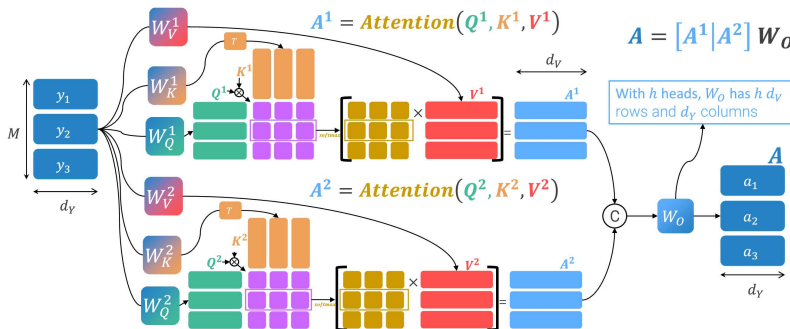 A¹ = Attention(Q¹, K¹, V¹)
A = [A¹|A²] W_O
W_V¹
T
K¹
d_V
W_K¹
Q¹
V¹
A¹
With h heads, W_O has h d_V
rows and d_Y columns
y₁
M
y₂
y₃
W_Q¹
×
softmax
=
d_Y
W_V²
A² = Attention(Q², K², V²)
A
a₁
C
W_O
a₂
a₃
d_Y
T
W_K²
K²
Q²
V²
A²
W_Q²
×
softmax
=